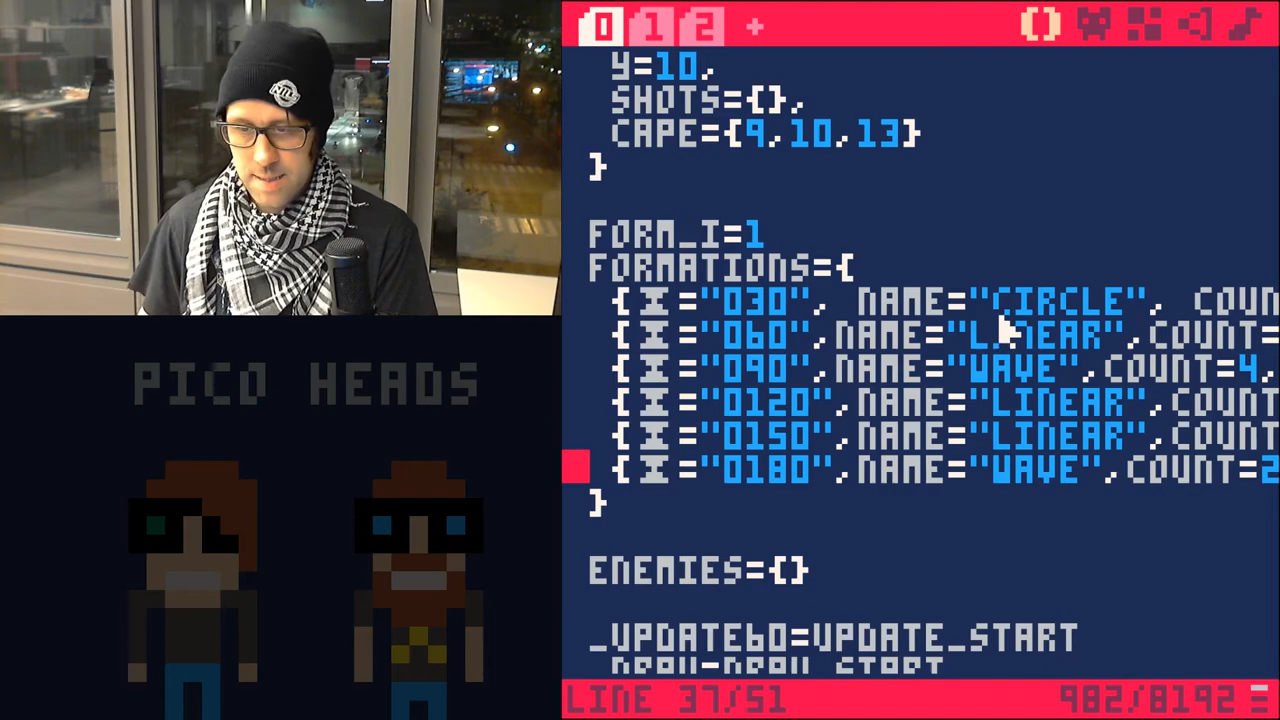 0 1 2 +
Y=10,
SHOTS={},
CAPE={9,10,13}
}
FORM_I=1
FORMATIONS={
{I="030", NAME="CIRCLE", COUN
{I="060",NAME="LINEAR",COUNT=
{I="090",NAME="WAVE",COUNT=4,
{I="0120",NAME="LINEAR",COUNT
{I="0150",NAME="LINEAR",COUNT
{I="0180",NAME="WAVE",COUNT=2
}
ENEMIES={}
_UPDATE60=UPDATE_START
LINE 37/51
982/8192
PICO HEADS